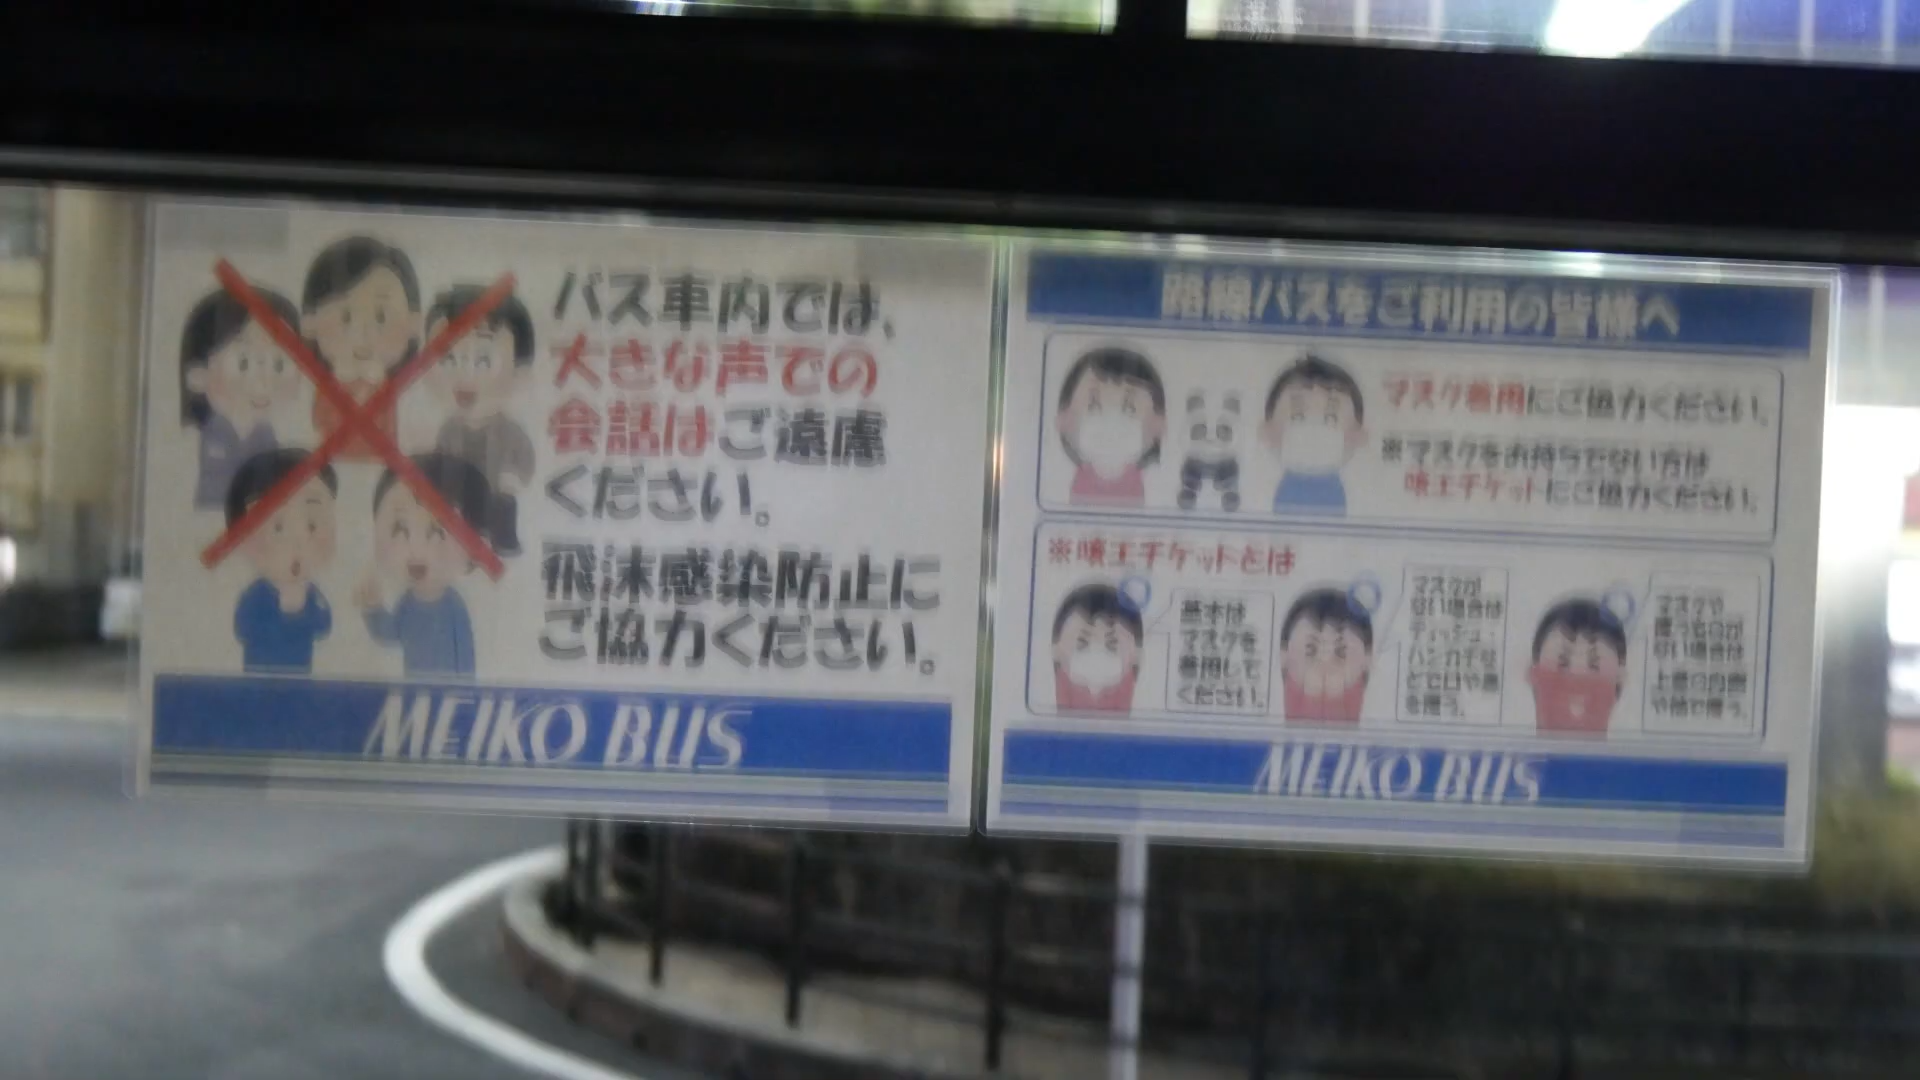 バス車内では、
大きな声での
会話はご遠慮
ください。
飛沫感染防止に
ご協力ください。
MEIKO BUS
路線バスをご利用の皆様へ
マスク着用にご協力ください。
※マスクをお持ちでない方は
咳エチケットにご協力ください。
※咳エチケットとは
基本は
マスクを
着用して
ください。
マスクが
ない場合は
ティッシュ・
ハンカチな
どで口や鼻
を覆う。
マスクや
覆うものが
ない場合は
上着の内側
や袖で覆う。
MEIKO BUS